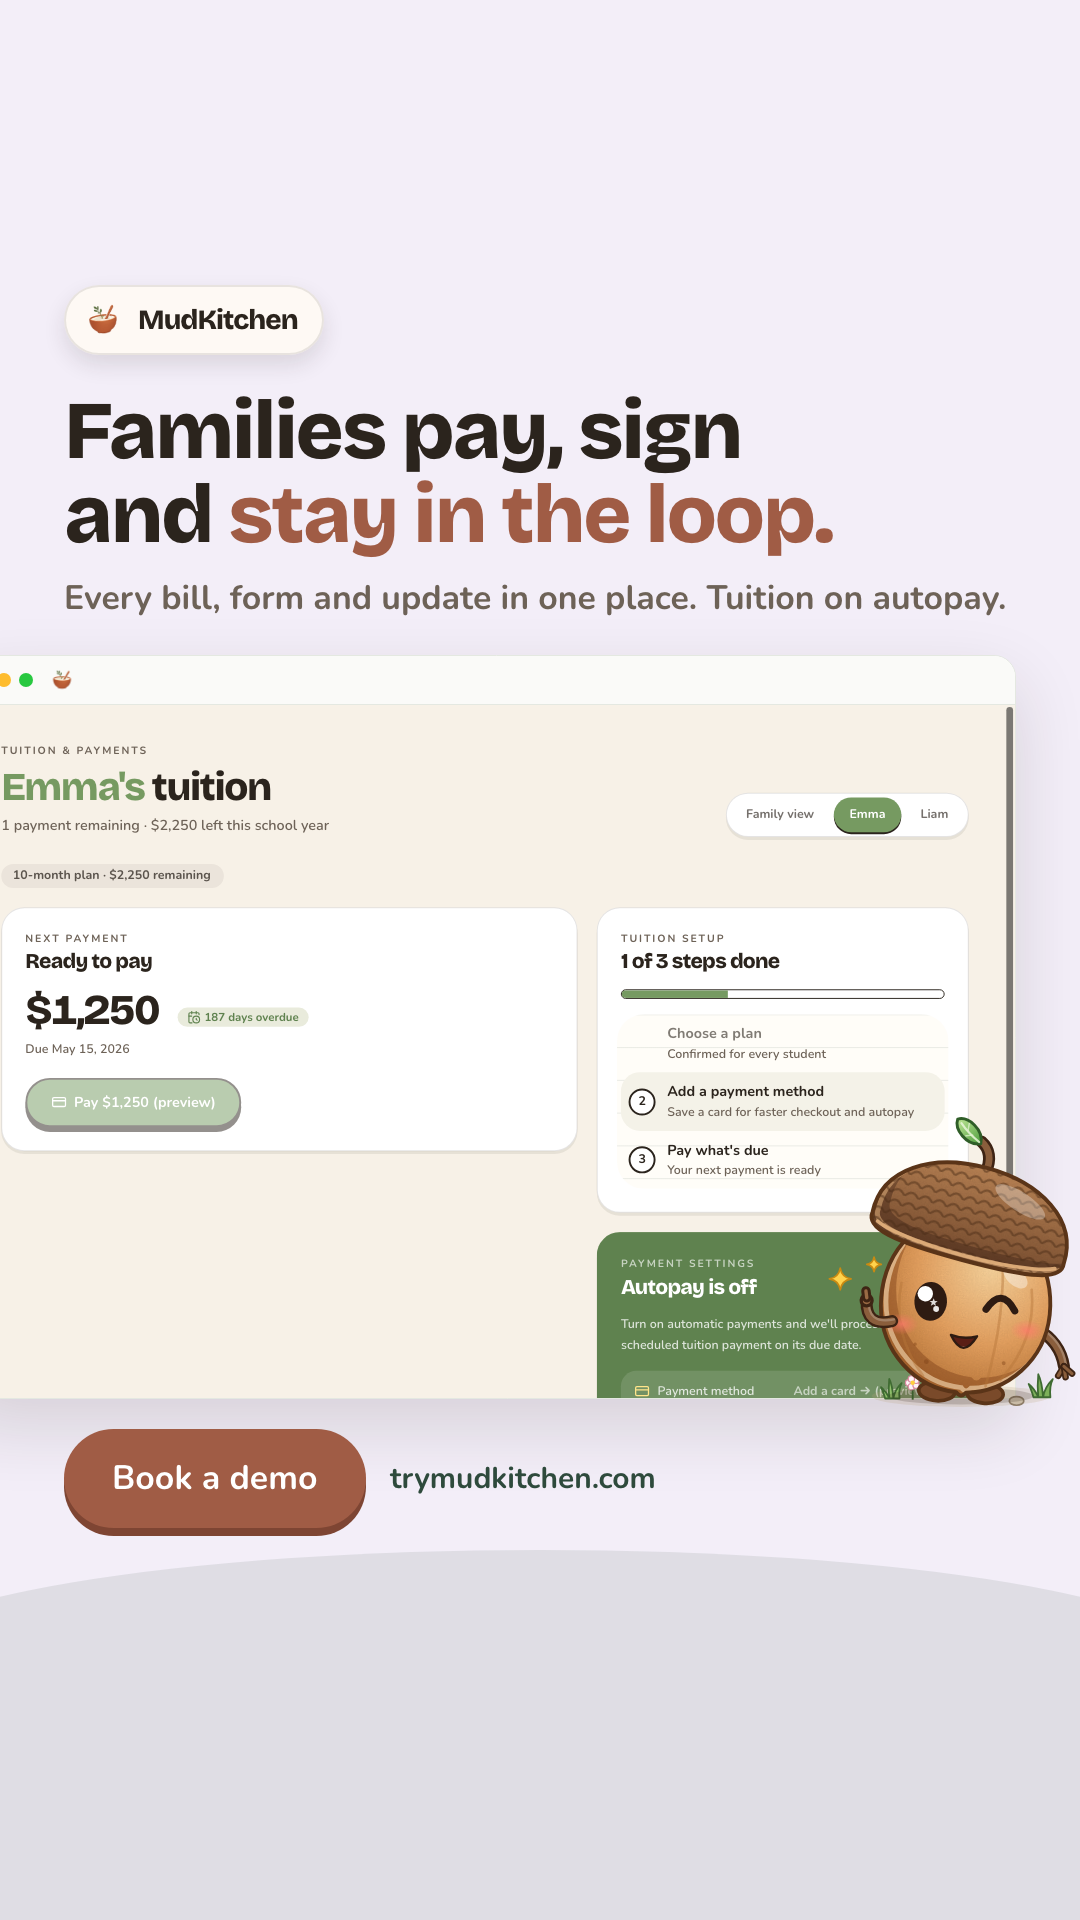 MudKitchen
Families pay, sign
and stay in the loop.
Every bill, form and update in one place. Tuition on autopay.
TUITION & PAYMENTS
Emma's tuition
1 payment remaining · $2,250 left this school year
Family view
Emma
Liam
10-month plan · $2,250 remaining
NEXT PAYMENT
Ready to pay
$1,250
187 days overdue
Due May 15, 2026
Pay $1,250 (preview)
TUITION SETUP
1 of 3 steps done
Choose a plan
Confirmed for every student
2
Add a payment method
Save a card for faster checkout and autopay
3
Pay what's due
Your next payment is ready
PAYMENT SETTINGS
Autopay is off
Turn on automatic payments and we'll
scheduled tuition payment on its due date.
Payment method
Add a card →
Book a demo
trymudkitchen.com